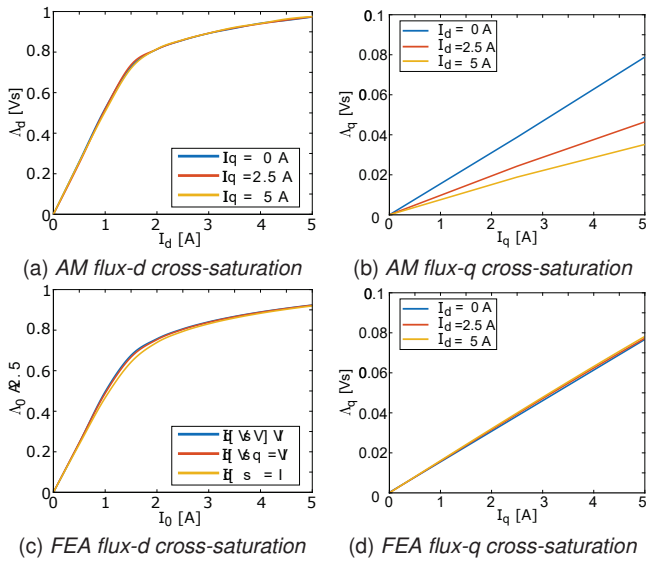 Λd [Vs]
1
0.8
0.6
0.4
0.2
0
Iq = 0 A
Iq =2.5 A
Iq = 5 A
0 1 2 3 4 5
Id [A]
(a) AM flux-d cross-saturation
Λq [Vs]
0.1
0.08
0.06
0.04
0.02
0
Id = 0 A
Id =2.5 A
Id = 5 A
0 1 2 3 4 5
Iq [A]
(b) AM flux-q cross-saturation
Λ0 A2.5
1
0.8
0.6
0.4
0.2
0
0 1 2 3 4 5
I0 [A]
(c) FEA flux-d cross-saturation
Λq [Vs]
0.1
0.08
0.06
0.04
0.02
0
Id = 0 A
Id =2.5 A
Id = 5 A
0 1 2 3 4 5
Iq [A]
(d) FEA flux-q cross-saturation